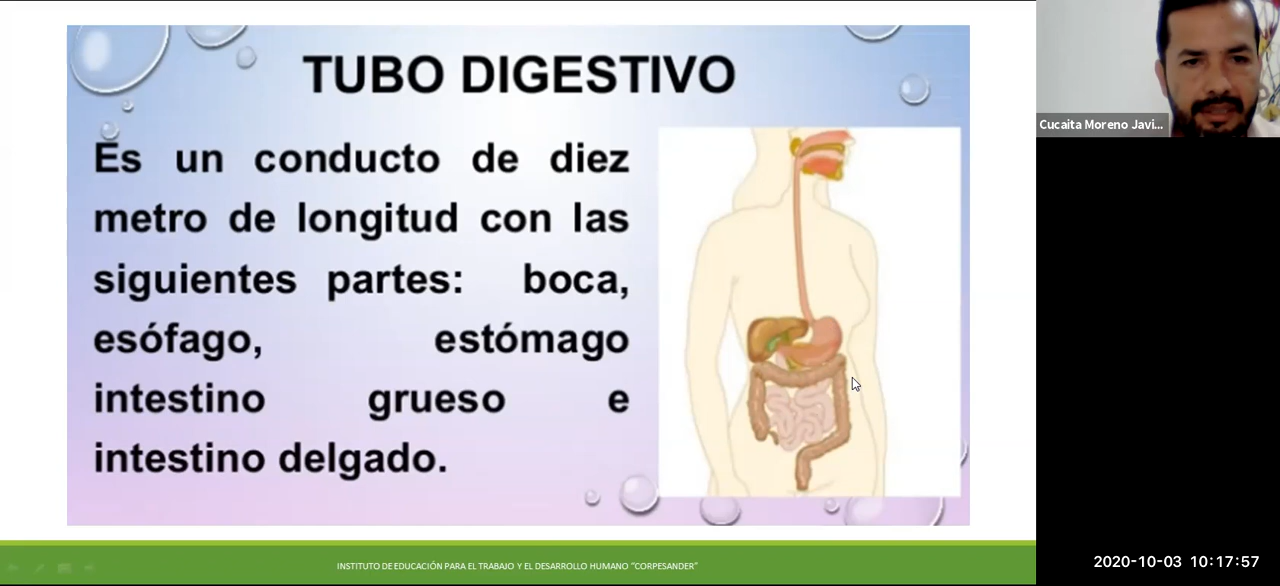 TUBO DIGESTIVO
Es un conducto de diez
metro de longitud con las
siguientes partes: boca,
esófago, estómago
intestino grueso e
intestino delgado.
INSTITUTO DE EDUCACIÓN PARA EL TRABAJO Y EL DESARROLLO HUMANO “CORPESANDER”
Cucaita Moreno Javi...
2020-10-03 10:17:57